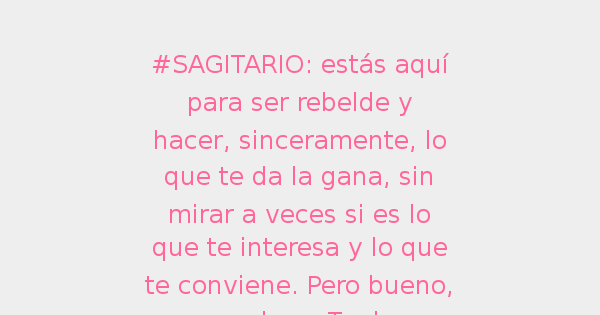 #SAGITARIO: estás aquí
para ser rebelde y
hacer, sinceramente, lo
que te da la gana, sin
mirar a veces si es lo
que te interesa y lo que
te conviene. Pero bueno,